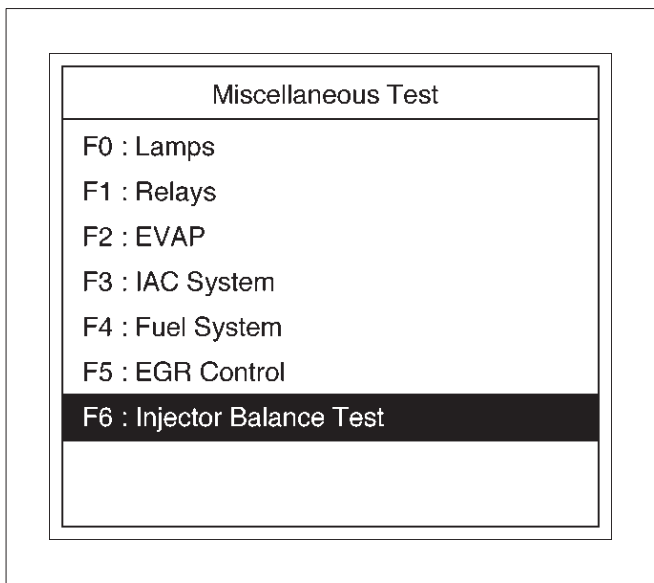 Miscellaneous Test
F0 : Lamps
F1 : Relays
F2 : EVAP
F3 : IAC System
F4 : Fuel System
F5 : EGR Control
F6 : Injector Balance Test